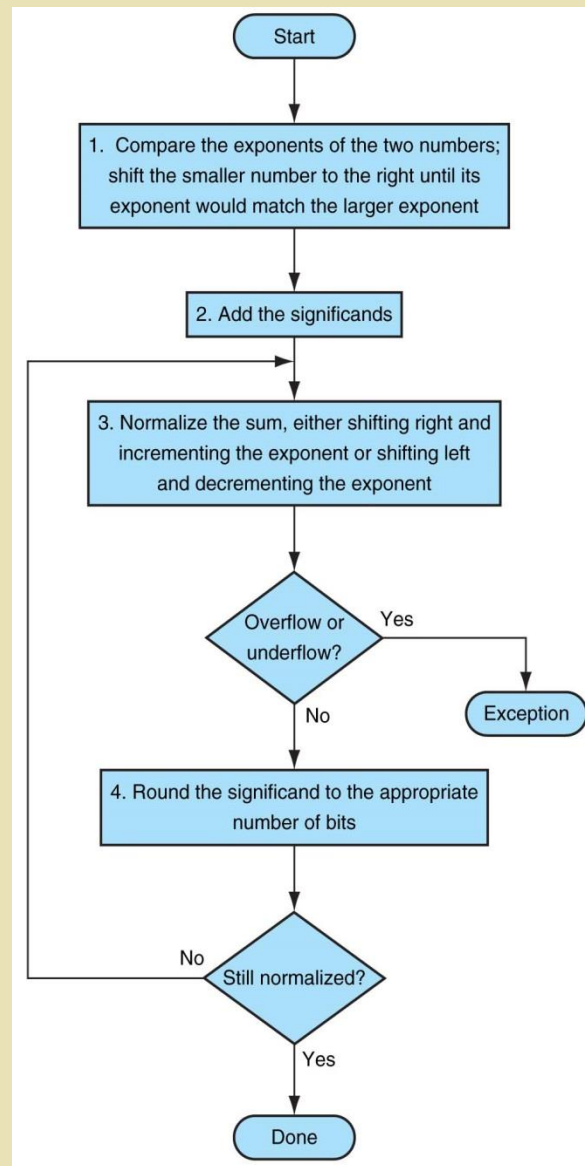 Start
1. Compare the exponents of the two numbers;
shift the smaller number to the right until its
exponent would match the larger exponent
2. Add the significands
3. Normalize the sum, either shifting right and
incrementing the exponent or shifting left
and decrementing the exponent
Overflow or
underflow?
Yes
No
Exception
4. Round the significand to the appropriate
number of bits
No
Still normalized?
Yes
Done